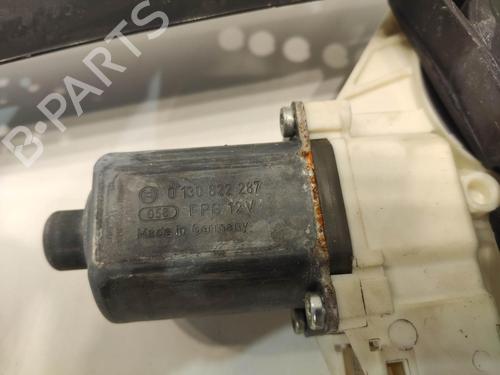 B-PARTS
0 130 822 287
058 FPG 12V
Made in Germany